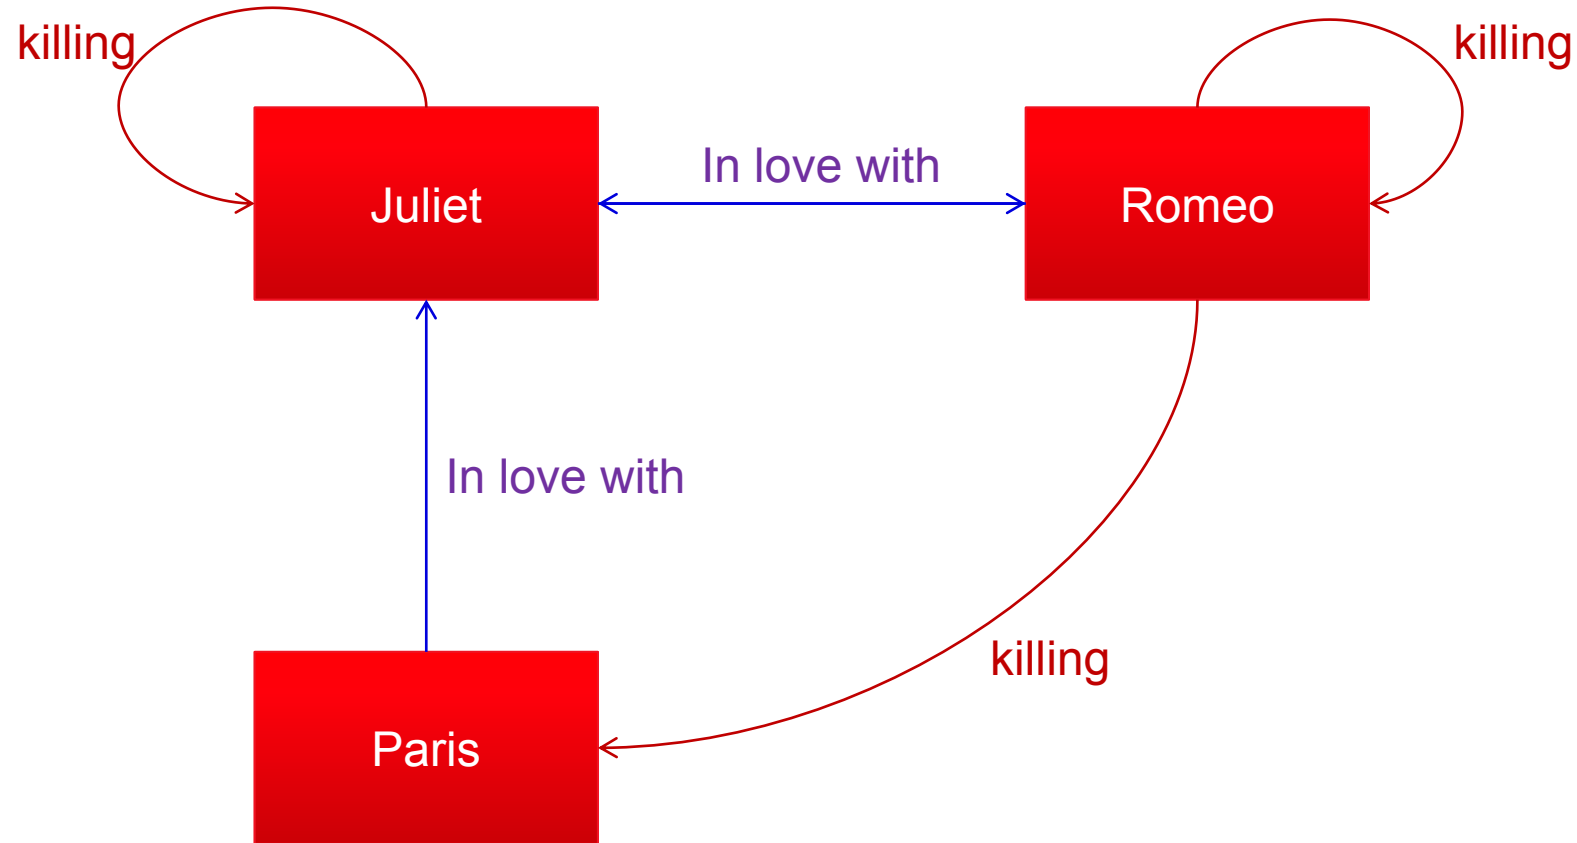 killing
killing
In love with
Juliet
Romeo
In love with
killing
Paris